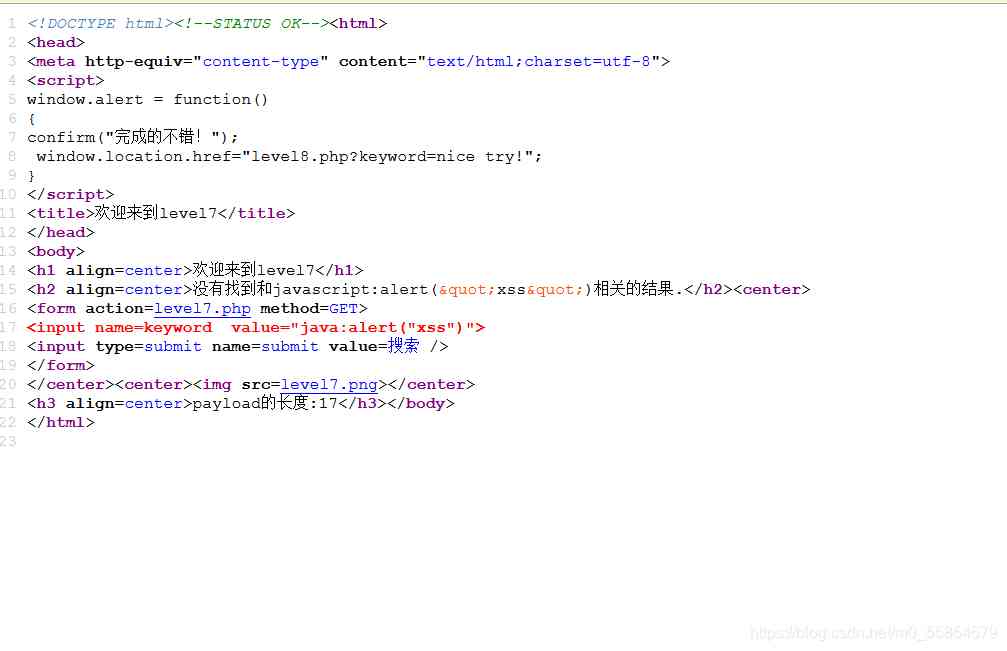 1 <!DOCTYPE html><!--STATUS OK--><html>
2 <head>
3 <meta http-equiv="content-type" content="text/html;charset=utf-8">
4 <script>
5 window.alert = function()
6 {
7 confirm("完成的不错！");
8  window.location.href="level8.php?keyword=nice try!";
9 }
10 </script>
11 <title>欢迎来到level7</title>
12 </head>
13 <body>
14 <h1 align=center>欢迎来到level7</h1>
15 <h2 align=center>没有找到和javascript:alert(&quot;xss&quot;)相关的结果.</h2><center>
16 <form action=level7.php method=GET>
17 <input name=keyword  value="java:alert("xss")">
18 <input type=submit name=submit value=搜索 />
19 </form>
20 </center><center><img src=level7.png></center>
21 <h3 align=center>payload的长度:17</h3></body>
22 </html>
23
https://blog.csdn.net/m0_55854679